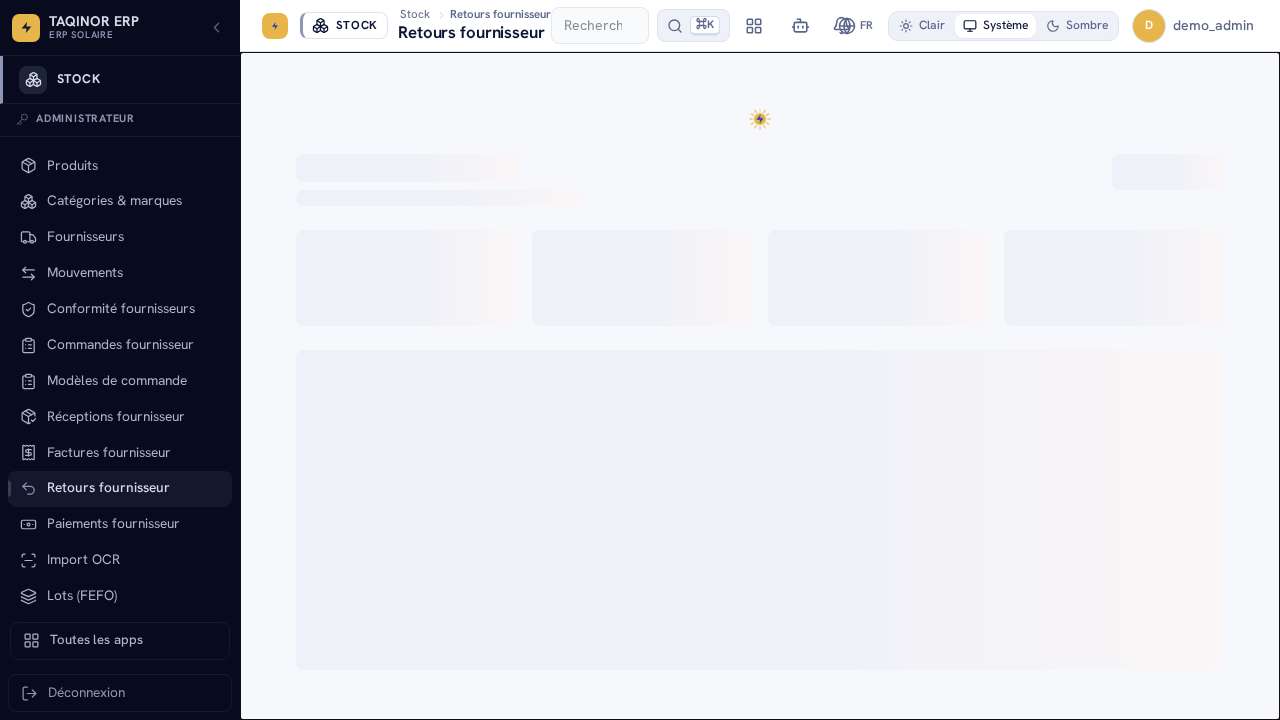 TAQINOR ERP
ERP SOLAIRE
STOCK
ADMINISTRATEUR
Produits
Catégories & marques
Fournisseurs
Mouvements
Conformité fournisseurs
Commandes fournisseur
Modèles de commande
Réceptions fournisseur
Factures fournisseur
Retours fournisseur
Paiements fournisseur
Import OCR
Lots (FEFO)
Toutes les apps
Déconnexion
STOCK
Stock
Retours fournisseur
Retours fournisseur
Recherch
⌘K
FR
Clair
Système
Sombre
D
demo_admin